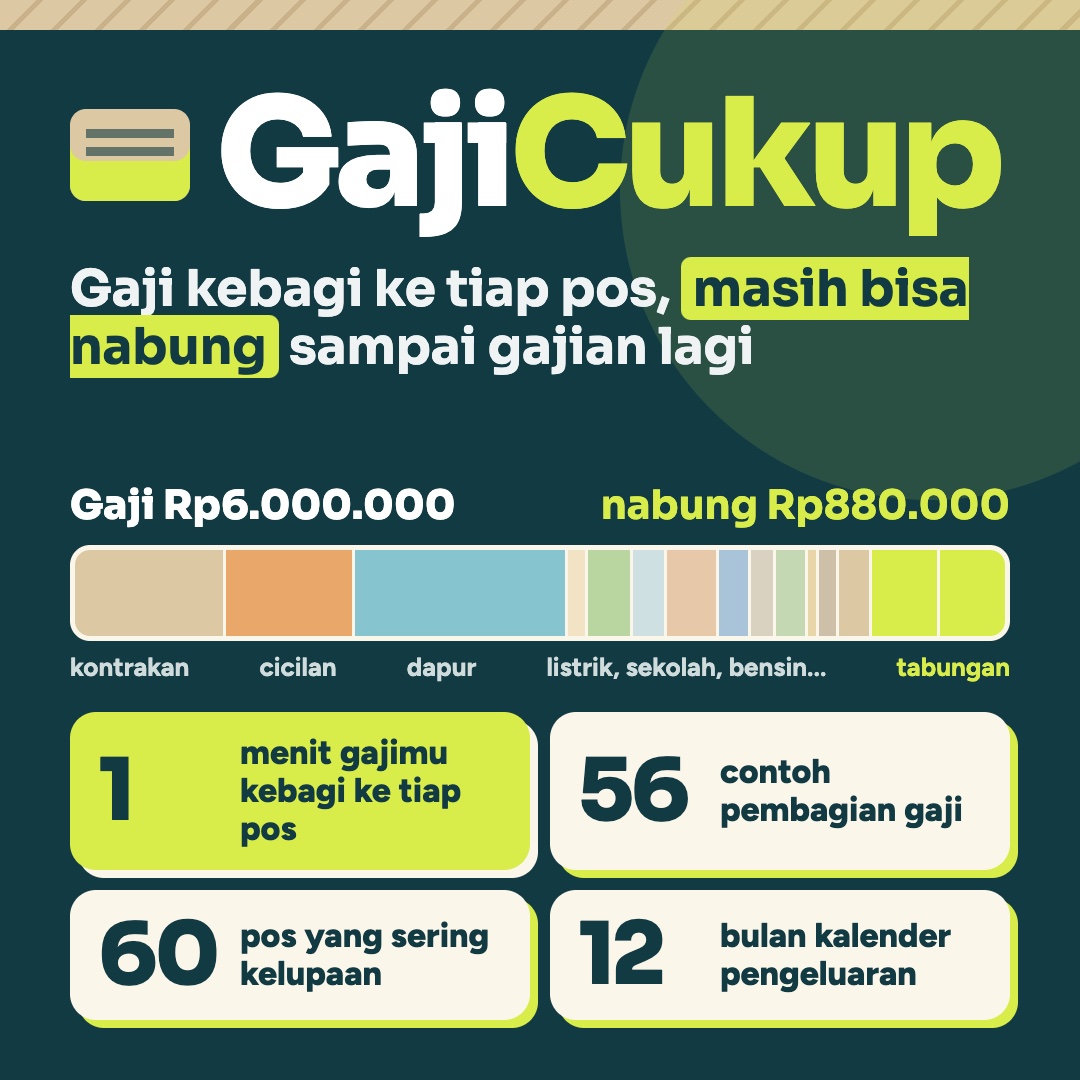 GajiCukup
Gaji kebagi ke tiap pos, masih bisa
nabung sampai gajian lagi
Gaji Rp6.000.000
nabung Rp880.000
kontrakan
cicilan
dapur
listrik, sekolah, bensin...
tabungan
1
menit gajimu
kebagi ke tiap
pos
56
contoh
pembagian gaji
60
pos yang sering
kelupaan
12
bulan kalender
pengeluaran